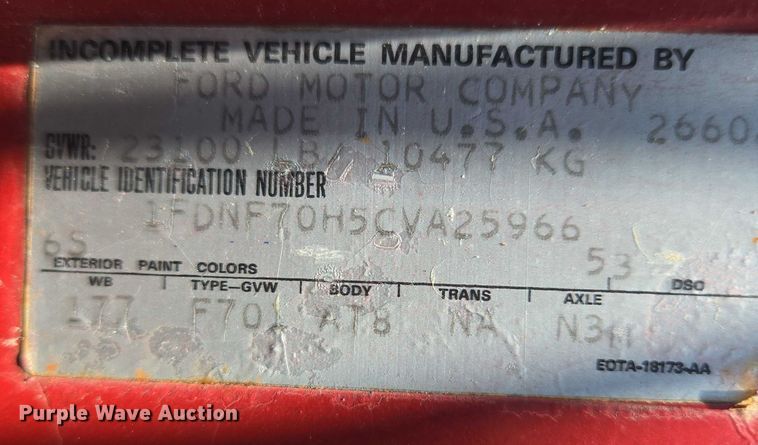 INCOMPLETE VEHICLE MANUFACTURED BY
FORD MOTOR COMPANY
MADE IN U.S.A. 2660
GVWR: 23100 LB/ 10477 KG
VEHICLE IDENTIFICATION NUMBER
1FDNF70H5CVA25966
6S 53
EXTERIOR PAINT COLORS DSO
WB TYPE-GVW BODY TRANS AXLE
177 F701 AT8 NA N3H
EOTA-18173-AA
Purple Wave Auction